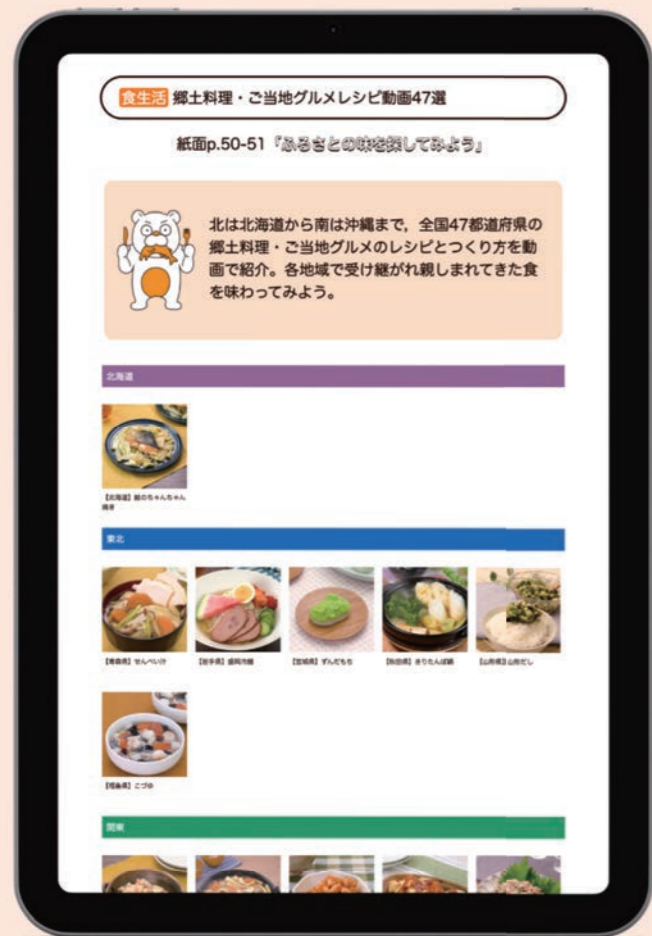 食生活 郷土料理・ご当地グルメレシピ動画47選
紙面p.50-51『ふるさとの味を探してみよう』
北は北海道から南は沖縄まで，全国47都道府県の
郷土料理・ご当地グルメのレシピとつくり方を動
画で紹介。各地域で受け継がれ親しまれてきた食
を味わってみよう。
北海道
【北海道】鮭のちゃんちゃん
焼き
東北
【青森県】せんべい汁
【岩手県】盛岡冷麺
【宮城県】ずんだもち
【秋田県】きりたんぽ鍋
【山形県】山形だし
【福島県】こづゆ
関東